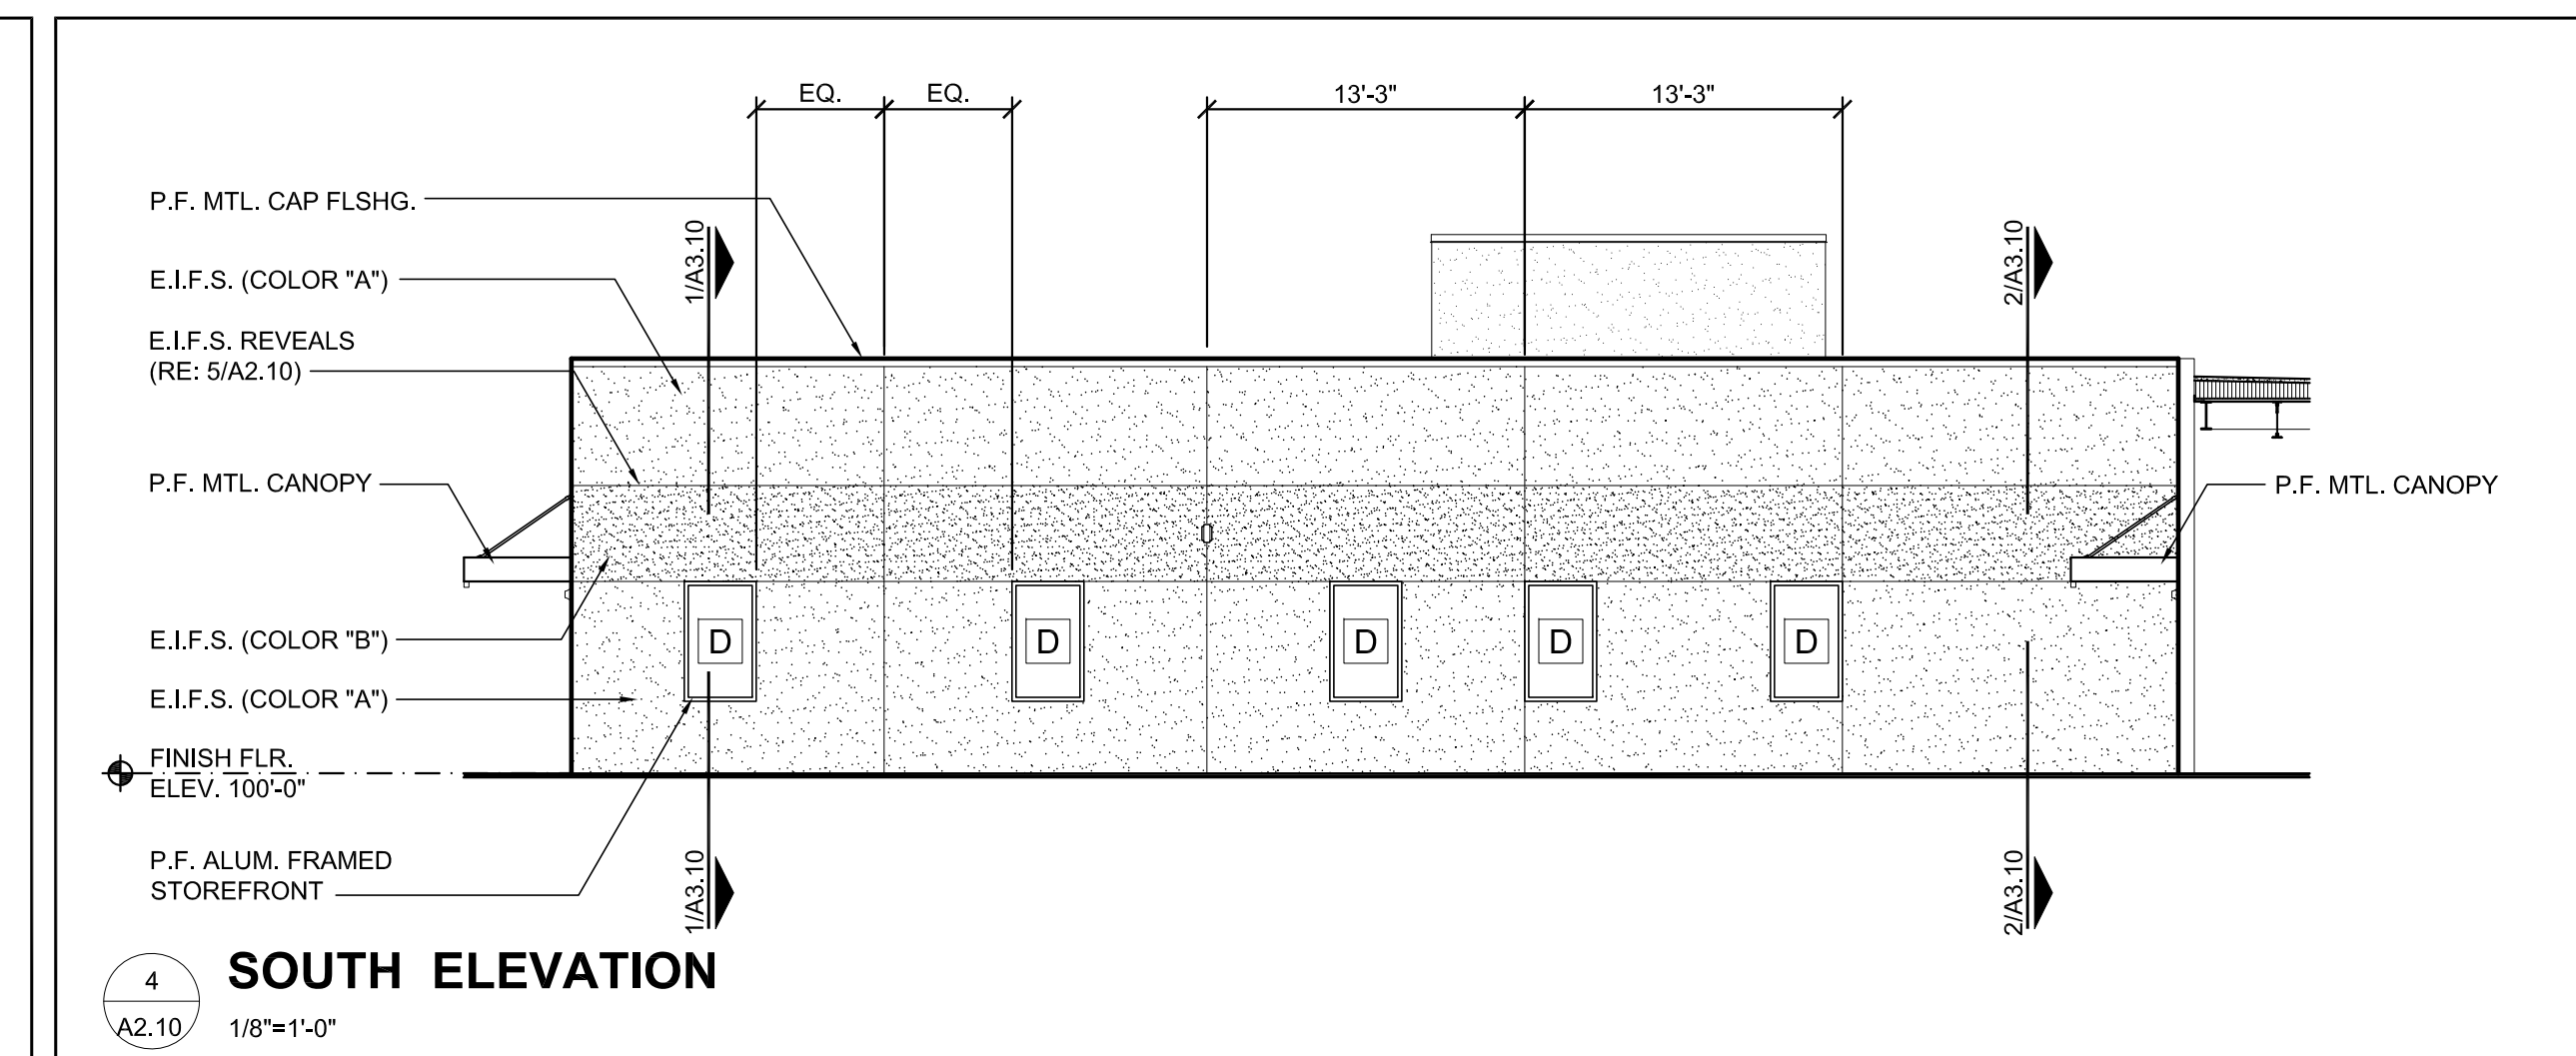 EQ. EQ. 13'-3" 13'-3"
P.F. MTL. CAP FLSHG.
1/A3.10
2/A3.10
E.I.F.S. (COLOR "A")
E.I.F.S. REVEALS
(RE: 5/A2.10)
P.F. MTL. CANOPY
P.F. MTL. CANOPY
E.I.F.S. (COLOR "B")
D D D D D
E.I.F.S. (COLOR "A")
FINISH FLR.
ELEV. 100'-0"
P.F. ALUM. FRAMED
STOREFRONT
1/A3.10
2/A3.10
4
A2.10
SOUTH ELEVATION
1/8"=1'-0"